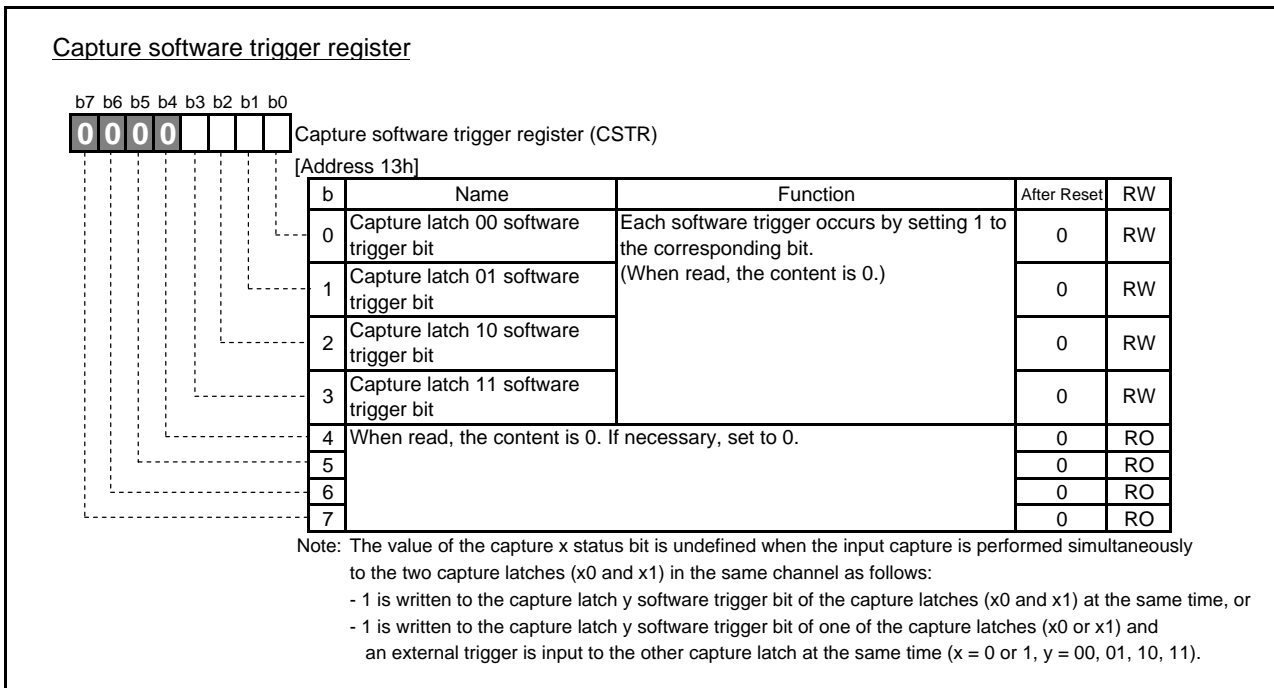 Capture software trigger register
b7 b6 b5 b4 b3 b2 b1 b0
0 0 0 0
Capture software trigger register (CSTR)
[Address 13h]
b Name Function After Reset RW
0 Capture latch 00 software trigger bit Each software trigger occurs by setting 1 to the corresponding bit. (When read, the content is 0.) 0 RW
1 Capture latch 01 software trigger bit 0 RW
2 Capture latch 10 software trigger bit 0 RW
3 Capture latch 11 software trigger bit 0 RW
4 When read, the content is 0. If necessary, set to 0. 0 RO
5 0 RO
6 0 RO
7 0 RO
Note: The value of the capture x status bit is undefined when the input capture is performed simultaneously
to the two capture latches (x0 and x1) in the same channel as follows:
- 1 is written to the capture latch y software trigger bit of the capture latches (x0 and x1) at the same time, or
- 1 is written to the capture latch y software trigger bit of one of the capture latches (x0 or x1) and
an external trigger is input to the other capture latch at the same time (x = 0 or 1, y = 00, 01, 10, 11).